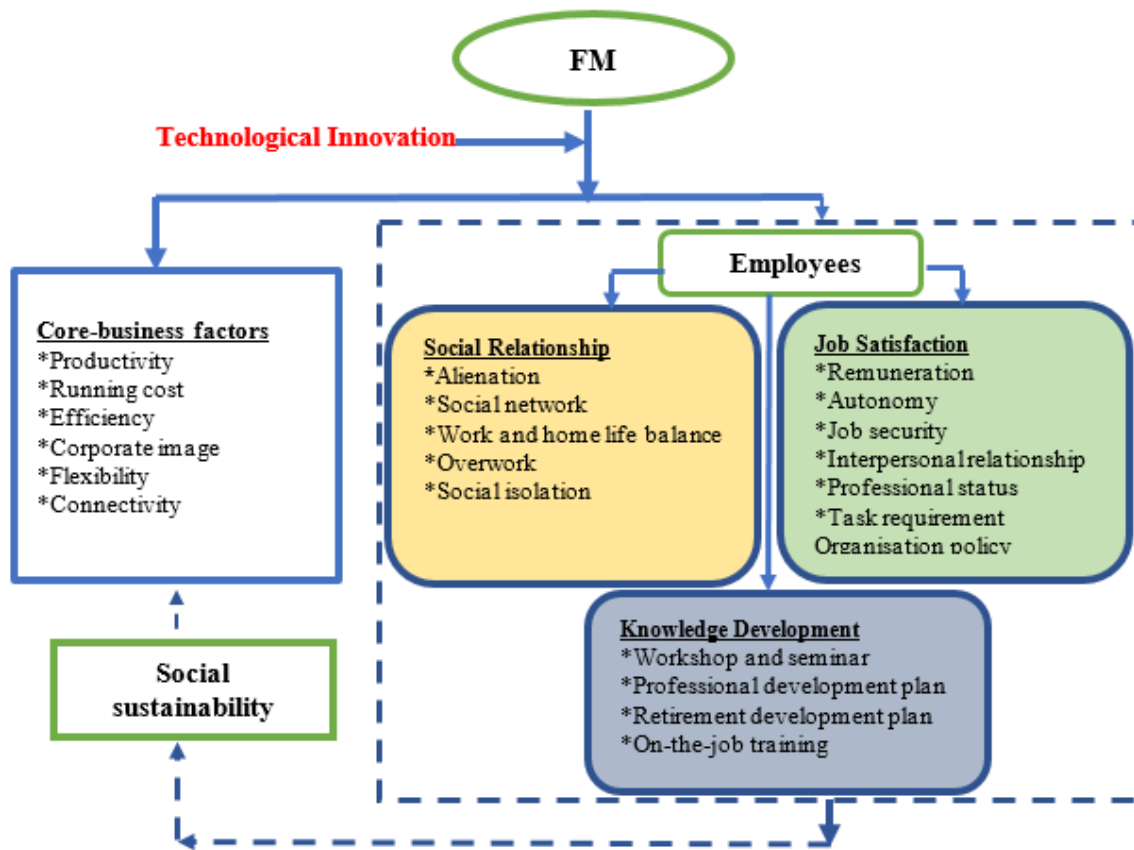 FM
Technological Innovation
Employees
Core-business factors
*Productivity
*Running cost
*Efficiency
*Corporate image
*Flexibility
*Connectivity
Social Relationship
*Alienation
*Social network
*Work and home life balance
*Overwork
*Social isolation
Job Satisfaction
*Remuneration
*Autonomy
*Job security
*Interpersonal relationship
*Professional status
*Task requirement
Organisation policy
Knowledge Development
*Workshop and seminar
*Professional development plan
*Retirement development plan
*On-the-job training
Social
sustainability